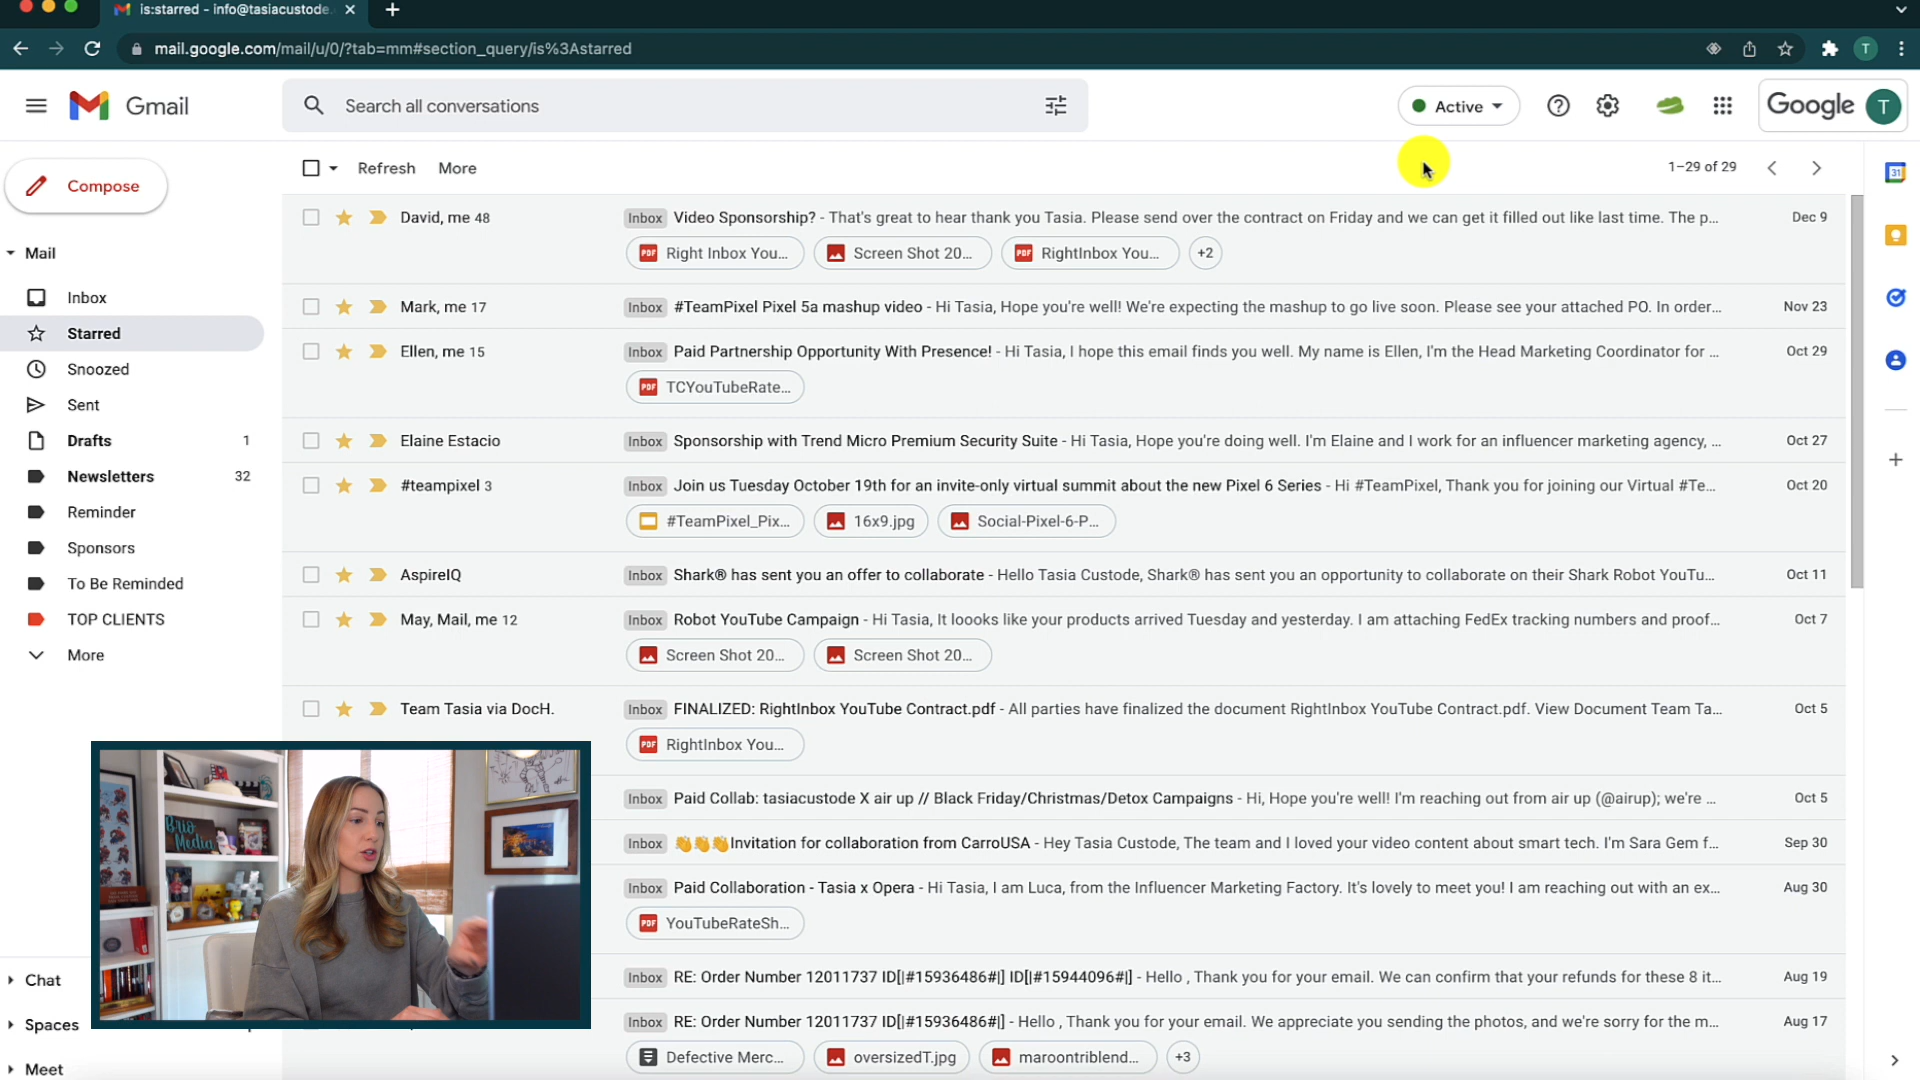 is:starred - info@tasiacustode.
mail.google.com/mail/u/0/?tab=mm#section_query/is%3Astarred
T
Gmail
Search all conversations
Active
Google
T
Refresh
More
1–29 of 29
31
Compose
Mail
Inbox
Starred
Snoozed
Sent
Drafts 1
Newsletters 32
Reminder
Sponsors
To Be Reminded
TOP CLIENTS
More
Chat
Spaces
Meet
David, me 48 Inbox Video Sponsorship? - That's great to hear thank you Tasia. Please send over the contract on Friday and we can get it filled out like last time. The p... Dec 9
PDF Right Inbox You... Screen Shot 20... PDF RightInbox You... +2
Mark, me 17 Inbox #TeamPixel Pixel 5a mashup video - Hi Tasia, Hope you're well! We're expecting the mashup to go live soon. Please see your attached PO. In order... Nov 23
Ellen, me 15 Inbox Paid Partnership Opportunity With Presence! - Hi Tasia, I hope this email finds you well. My name is Ellen, I'm the Head Marketing Coordinator for ... Oct 29
PDF TCYouTubeRate...
Elaine Estacio Inbox Sponsorship with Trend Micro Premium Security Suite - Hi Tasia, Hope you're doing well. I'm Elaine and I work for an influencer marketing agency, ... Oct 27
#teampixel 3 Inbox Join us Tuesday October 19th for an invite-only virtual summit about the new Pixel 6 Series - Hi #TeamPixel, Thank you for joining our Virtual #Te... Oct 20
#TeamPixel_Pix... 16x9.jpg Social-Pixel-6-P...
AspireIQ Inbox Shark® has sent you an offer to collaborate - Hello Tasia Custode, Shark® has sent you an opportunity to collaborate on their Shark Robot YouTu... Oct 11
May, Mail, me 12 Inbox Robot YouTube Campaign - Hi Tasia, It loooks like your products arrived Tuesday and yesterday. I am attaching FedEx tracking numbers and proof... Oct 7
Screen Shot 20... Screen Shot 20...
Team Tasia via DocH. Inbox FINALIZED: RightInbox YouTube Contract.pdf - All parties have finalized the document RightInbox YouTube Contract.pdf. View Document Team Ta... Oct 5
PDF RightInbox You...
Inbox Paid Collab: tasiacustode X air up // Black Friday/Christmas/Detox Campaigns - Hi, Hope you're well! I'm reaching out from air up (@airup); we're ... Oct 5
Inbox 👏👏👏Invitation for collaboration from CarroUSA - Hey Tasia Custode, The team and I loved your video content about smart tech. I'm Sara Gem f... Sep 30
Inbox Paid Collaboration - Tasia x Opera - Hi Tasia, I am Luca, from the Influencer Marketing Factory. It's lovely to meet you! I am reaching out with an ex... Aug 30
PDF YouTubeRateSh...
Inbox RE: Order Number 12011737 ID[|#15936486#|] ID[|#15944096#|] - Hello , Thank you for your email. We can confirm that your refunds for these 8 it... Aug 19
Inbox RE: Order Number 12011737 ID[|#15936486#|] - Hello , Thank you for your email. We appreciate you sending the photos, and we're sorry for the m... Aug 17
Defective Merc... oversizedT.jpg maroontriblend... +3
Brio
Media